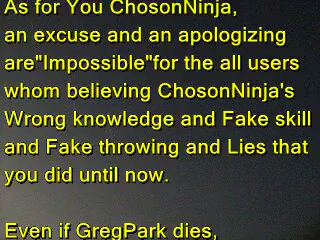 As for You ChosonNinja,
an excuse and an apologizing
are"Impossible"for the all users
whom believing ChosonNinja's
Wrong knowledge and Fake skill
and Fake throwing and Lies that
you did until now.
Even if GregPark dies,